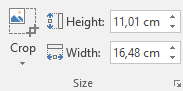 Height: 11,01 cm
Crop
Width: 16,48 cm
Size